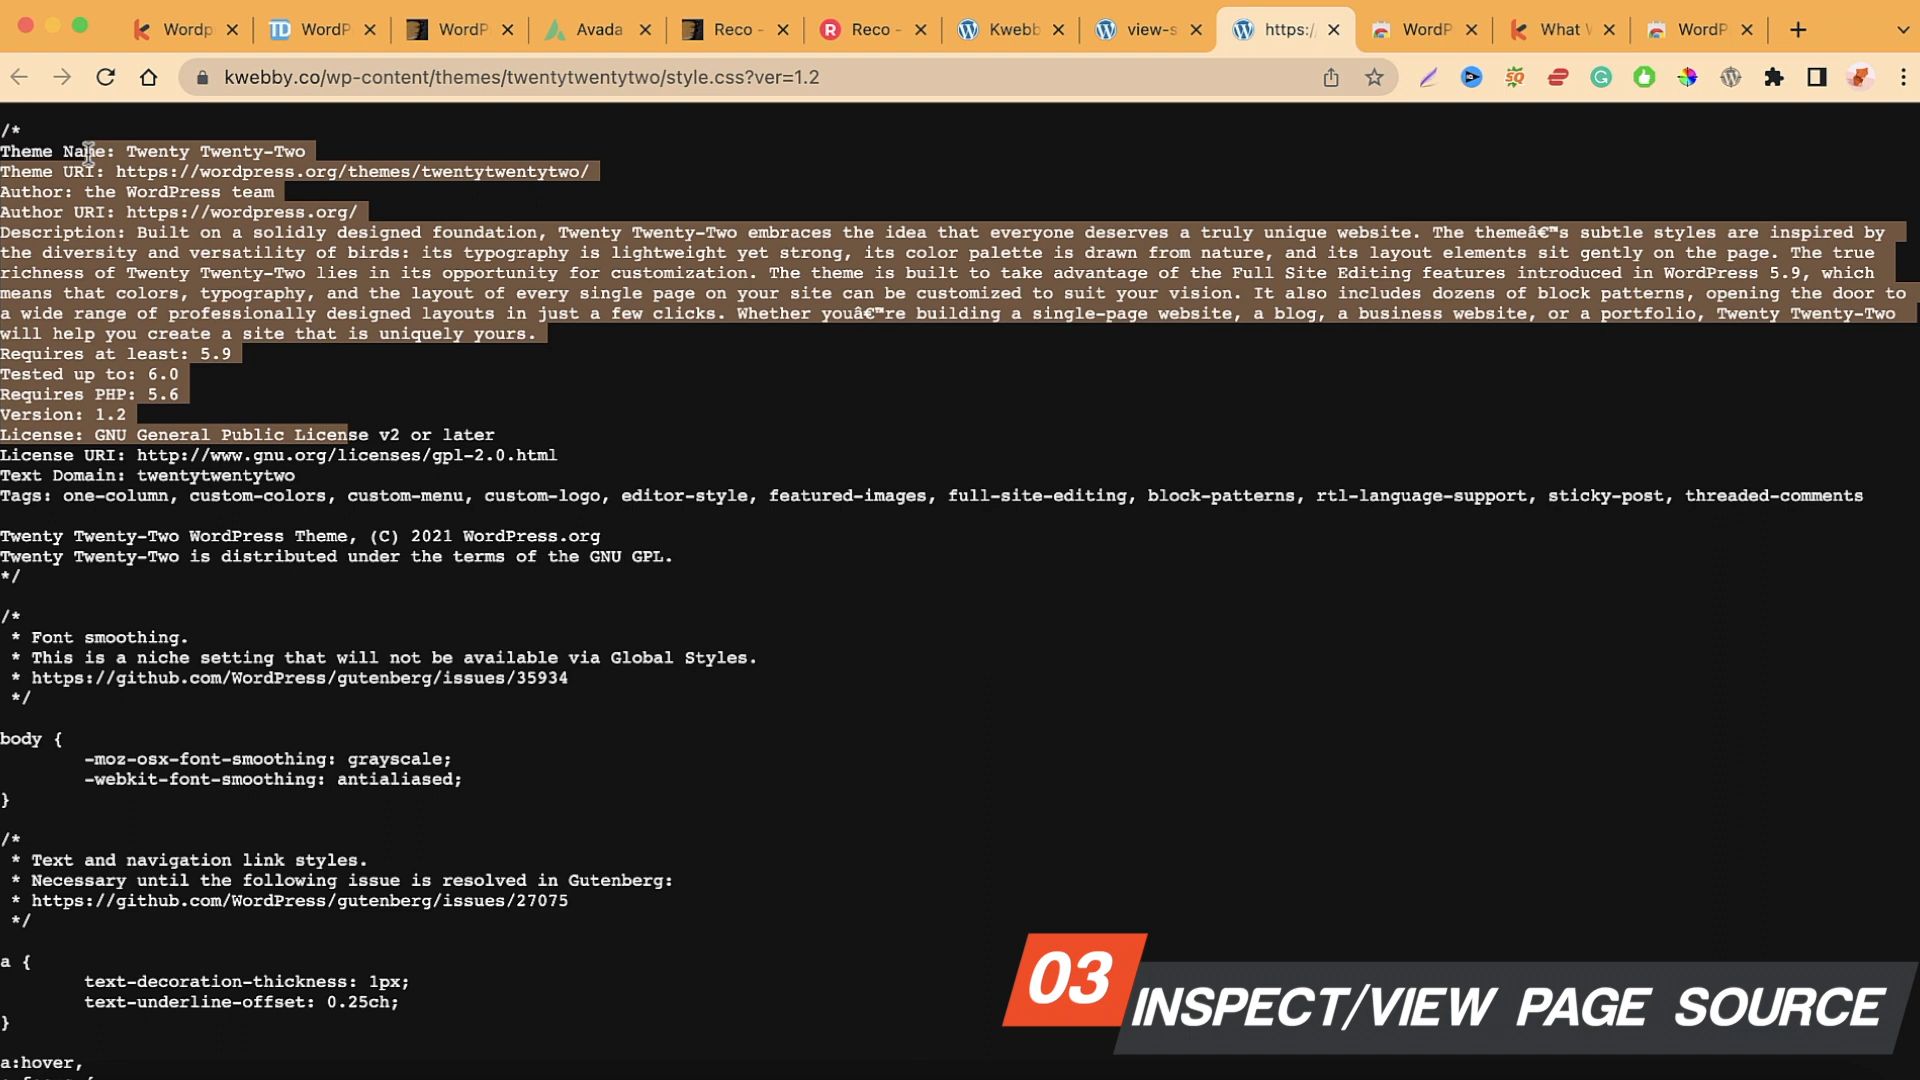 Wordp
WordP
WordP
Avada
Reco -
Reco -
Kwebb
view-s
https:/
WordP
What
WordP
kwebby.co/wp-content/themes/twentytwentytwo/style.css?ver=1.2
/*
Theme Name: Twenty Twenty-Two
Theme URI: https://wordpress.org/themes/twentytwentytwo/
Author: the WordPress team
Author URI: https://wordpress.org/
Description: Built on a solidly designed foundation, Twenty Twenty-Two embraces the idea that everyone deserves a truly unique website. The themeâ€™s subtle styles are inspired by
the diversity and versatility of birds: its typography is lightweight yet strong, its color palette is drawn from nature, and its layout elements sit gently on the page. The true
richness of Twenty Twenty-Two lies in its opportunity for customization. The theme is built to take advantage of the Full Site Editing features introduced in WordPress 5.9, which
means that colors, typography, and the layout of every single page on your site can be customized to suit your vision. It also includes dozens of block patterns, opening the door to
a wide range of professionally designed layouts in just a few clicks. Whether youâ€™re building a single-page website, a blog, a business website, or a portfolio, Twenty Twenty-Two
will help you create a site that is uniquely yours.
Requires at least: 5.9
Tested up to: 6.0
Requires PHP: 5.6
Version: 1.2
License: GNU General Public License v2 or later
License URI: http://www.gnu.org/licenses/gpl-2.0.html
Text Domain: twentytwentytwo
Tags: one-column, custom-colors, custom-menu, custom-logo, editor-style, featured-images, full-site-editing, block-patterns, rtl-language-support, sticky-post, threaded-comments
Twenty Twenty-Two WordPress Theme, (C) 2021 WordPress.org
Twenty Twenty-Two is distributed under the terms of the GNU GPL.
*/
/*
* Font smoothing.
* This is a niche setting that will not be available via Global Styles.
* https://github.com/WordPress/gutenberg/issues/35934
*/
body {
-moz-osx-font-smoothing: grayscale;
-webkit-font-smoothing: antialiased;
}
/*
* Text and navigation link styles.
* Necessary until the following issue is resolved in Gutenberg:
* https://github.com/WordPress/gutenberg/issues/27075
*/
a {
text-decoration-thickness: 1px;
text-underline-offset: 0.25ch;
}
a:hover,
03
INSPECT/VIEW PAGE SOURCE